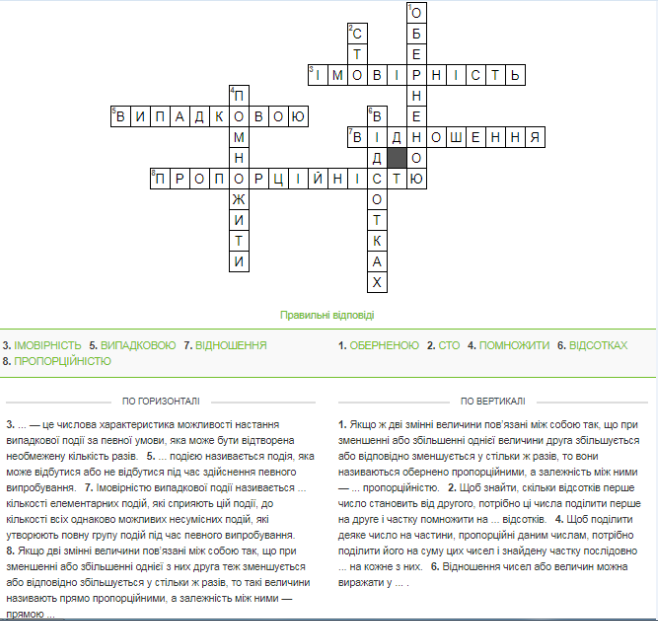 1О
Б
2С Е
Т Р
3ІМОВІРНІСТЬ
4П Н
5ВИПАДКОВОЮ 6В Е
М 7ВІДНОШЕННЯ
Н Д О
8ПРОПОРЦІЙНІСТЮ
Ж О
И Т
Т К
И А
Х
Правильні відповіді
3. ІМОВІРНІСТЬ 5. ВИПАДКОВОЮ 7. ВІДНОШЕННЯ
8. ПРОПОРЦІЙНІСТЮ
1. ОБЕРНЕНОЮ 2. СТО 4. ПОМНОЖИТИ 6. ВІДСОТКАХ
ПО ГОРИЗОНТАЛІ
3. ... — це числова характеристика можливості настання
випадкової події за певної умови, яка може бути відтворена
необмежену кількість разів. 5. ... подією називається подія, яка
може відбутися або не відбутися під час здійснення певного
випробування. 7. Імовірністю випадкової події називається ...
кількості елементарних подій, які сприяють цій події, до
кількості всіх однаково можливих несумісних подій, які
утворюють повну групу подій під час певного випробування.
8. Якщо дві змінні величини пов'язані між собою так, що при
зменшенні або збільшенні однієї з них друга теж зменшується
або відповідно збільшується у стільки ж разів, то такі величини
називають прямо пропорційними, а залежність між ними —
прямою ...
ПО ВЕРТИКАЛІ
1. Якщо ж дві змінні величини пов'язані між собою так, що при
зменшенні або збільшенні однієї величини друга збільшується
або відповідно зменшується у стільки ж разів, то вони
називаються обернено пропорційними, а залежність між ними
— ... пропорційністю. 2. Щоб знайти, скільки відсотків перше
число становить від другого, потрібно ці числа поділити перше
на друге і частку помножити на ... відсотків. 4. Щоб поділити
деяке число на частини, пропорційні даним числам, потрібно
поділити його на суму цих чисел і знайдену частку послідовно
... на кожне з них. 6. Відношення чисел або величин можна
виражати у ... .